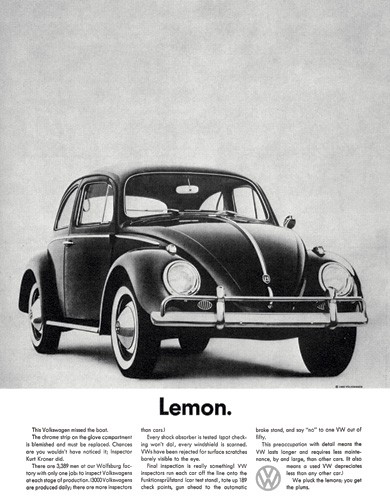 Lemon.
This Volkswagen missed the boat.
The chrome strip on the glove compartment
is blemished and must be replaced. Chances
are you wouldn't have noticed it; Inspector
Kurt Kroner did.
There are 3,389 men at our Wolfsburg fac-
tory with only one job: to inspect Volkswagens
at each stage of production. (3000 Volkswagens
are produced daily; there are more inspectors
than cars.)
Every shock absorber is tested (spot check-
ing won't do), every windshield is scanned.
VWs have been rejected for surface scratches
barely visible to the eye.
Final inspection is really something! VW
inspectors run each car off the line onto the
Funktionsprüfstand (car test stand), tote up 189
check points, gun ahead to the automatic
brake stand, and say "no" to one VW out of
fifty.
This preoccupation with detail means the
VW lasts longer and requires less mainte-
nance, by and large, than other cars. (It also
means a used VW depreciates
less than any other car.)
We pluck the lemons; you get
the plums.